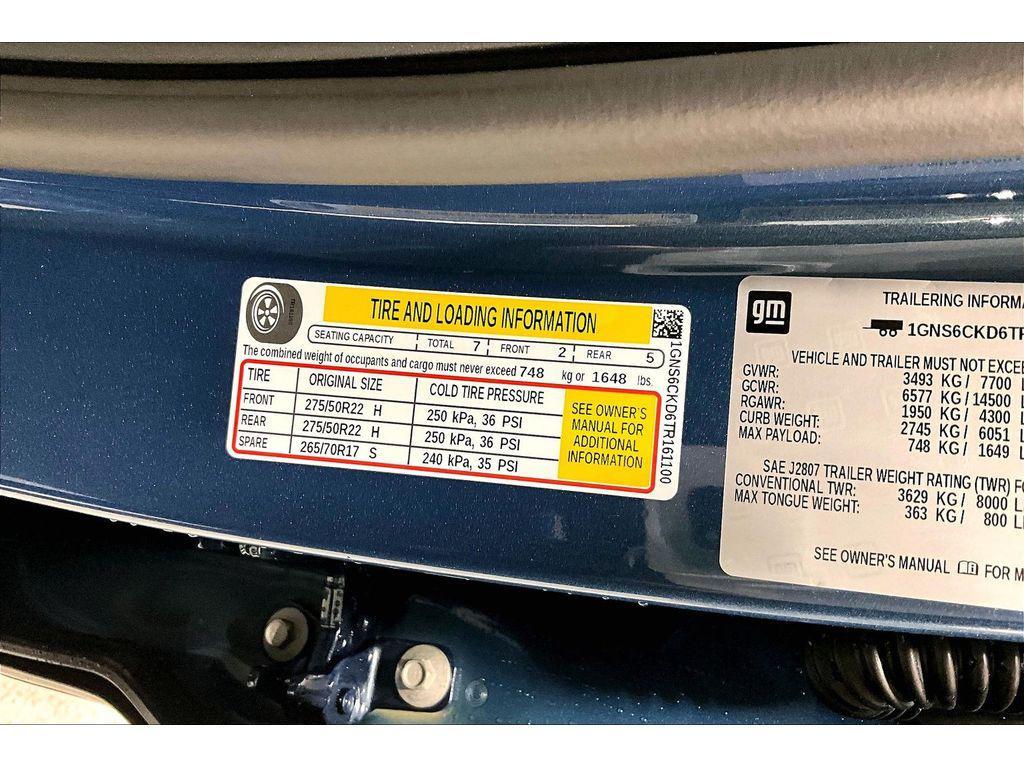 TIRE AND LOADING INFORMATION
SEATING CAPACITY TOTAL 7 FRONT 2 REAR 5
The combined weight of occupants and cargo must never exceed 748 kg or 1648 lbs.
TIRE ORIGINAL SIZE COLD TIRE PRESSURE
FRONT 275/50R22 H 250 kPa, 36 PSI
REAR 275/50R22 H 250 kPa, 36 PSI
SPARE 265/70R17 S 240 kPa, 35 PSI
SEE OWNER'S
MANUAL FOR
ADDITIONAL
INFORMATION
1GNS6CKD6TR161100
gm
TRAILERING INFORMA
1GNS6CKD6TR
VEHICLE AND TRAILER MUST NOT EXCEE
GVWR: 3493 KG / 7700 L
GCWR: 6577 KG / 14500 L
RGAWR: 1950 KG / 4300 L
CURB WEIGHT: 2745 KG / 6051 L
MAX PAYLOAD: 748 KG / 1649 L
SAE J2807 TRAILER WEIGHT RATING (TWR) FO
CONVENTIONAL TWR: 3629 KG / 8000 L
MAX TONGUE WEIGHT: 363 KG / 800 L
SEE OWNER'S MANUAL FOR M